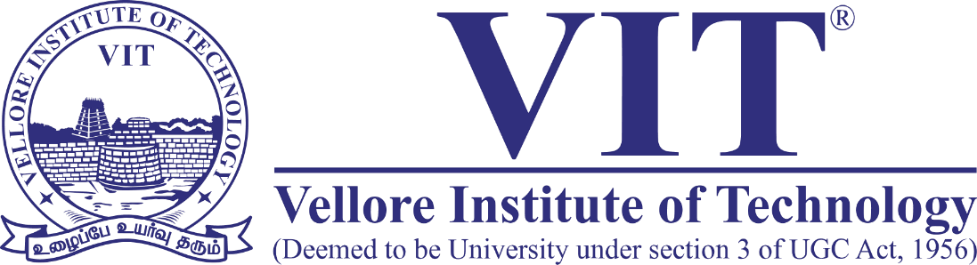 VELLORE INSTITUTE OF TECHNOLOGY
VIT
உழைப்பே உயர்வு தரும்
VIT®
Vellore Institute of Technology
(Deemed to be University under section 3 of UGC Act, 1956)